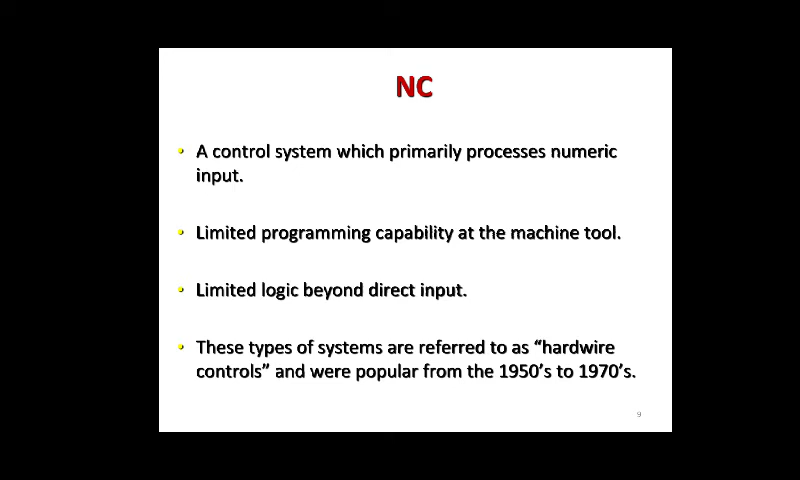 NC
• A control system which primarily processes numeric
input.
• Limited programming capability at the machine tool.
• Limited logic beyond direct input.
• These types of systems are referred to as “hardwire
controls” and were popular from the 1950’s to 1970’s.
9